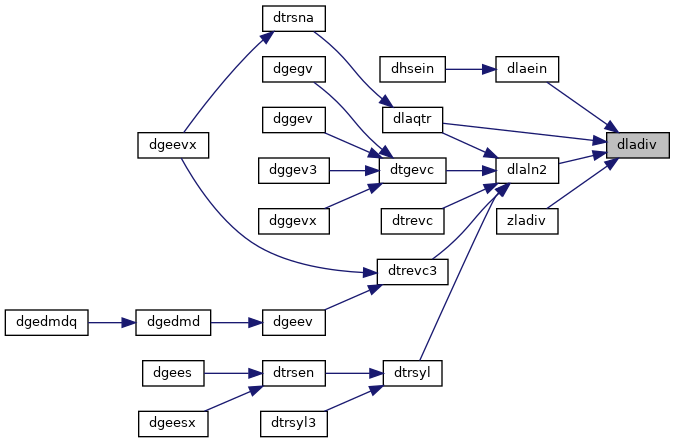 dtrsna
dgegv
dhsein
dlaein
dggev
dlaqtr
dgeevx
dladiv
dggev3
dtgevc
dlaln2
dggevx
dtrevc
zladiv
dtrevc3
dgedmdq
dgedmd
dgeev
dgees
dtrsen
dtrsyl
dgeesx
dtrsyl3